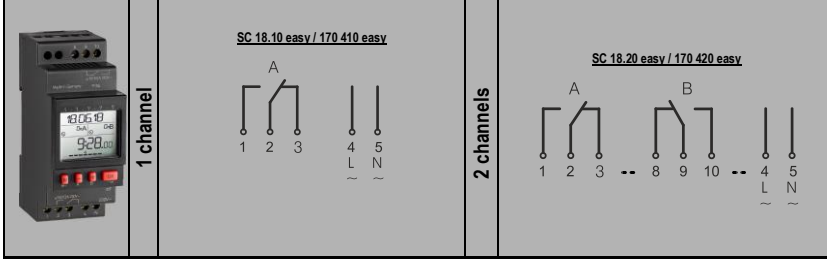 18.06.18
9:28.00
1 channel
SC 18.10 easy / 170 410 easy
A
1 2 3 4 5
L N
~ ~
2 channels
SC 18.20 easy / 170 420 easy
A B
1 2 3 -- 8 9 10 -- 4 5
L N
~ ~